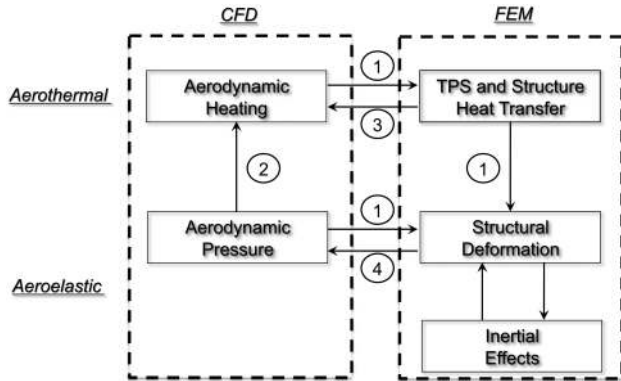 CFD
FEM
Aerothermal
Aerodynamic
Heating
1
3
TPS and Structure
Heat Transfer
2
1
Aeroelastic
Aerodynamic
Pressure
1
4
Structural
Deformation
Inertial
Effects